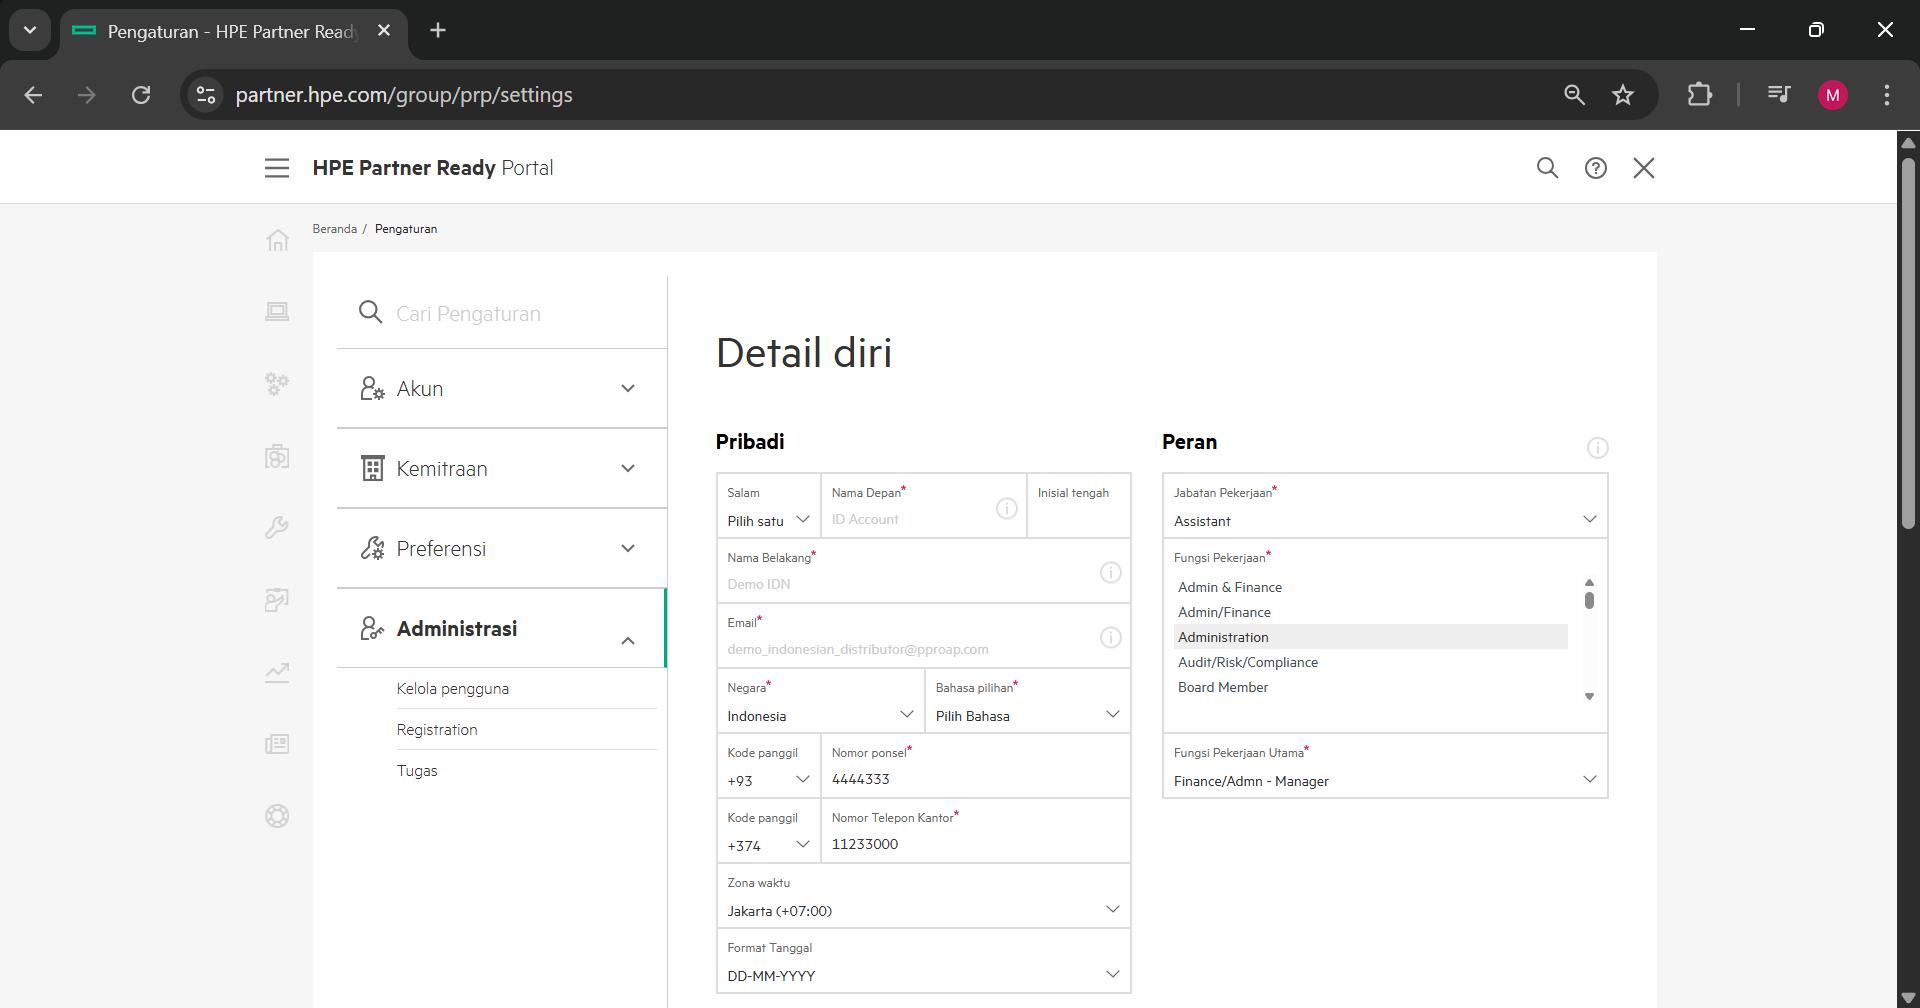 Pengaturan - HPE Partner Read
partner.hpe.com/group/prp/settings
M
HPE Partner Ready Portal
Beranda / Pengaturan
Cari Pengaturan
Akun
Kemitraan
Preferensi
Administrasi
Kelola pengguna
Registration
Tugas
Detail diri
Pribadi
Salam
Pilih satu
Nama Depan*
ID Account
Inisial tengah
Nama Belakang*
Demo IDN
Email*
demo_indonesian_distributor@pproap.com
Negara*
Indonesia
Bahasa pilihan*
Pilih Bahasa
Kode panggil
+93
Nomor ponsel*
4444333
Kode panggil
+374
Nomor Telepon Kantor*
11233000
Zona waktu
Jakarta (+07:00)
Format Tanggal
DD-MM-YYYY
Peran
Jabatan Pekerjaan*
Assistant
Fungsi Pekerjaan*
Admin & Finance
Admin/Finance
Administration
Audit/Risk/Compliance
Board Member
Fungsi Pekerjaan Utama*
Finance/Admn - Manager